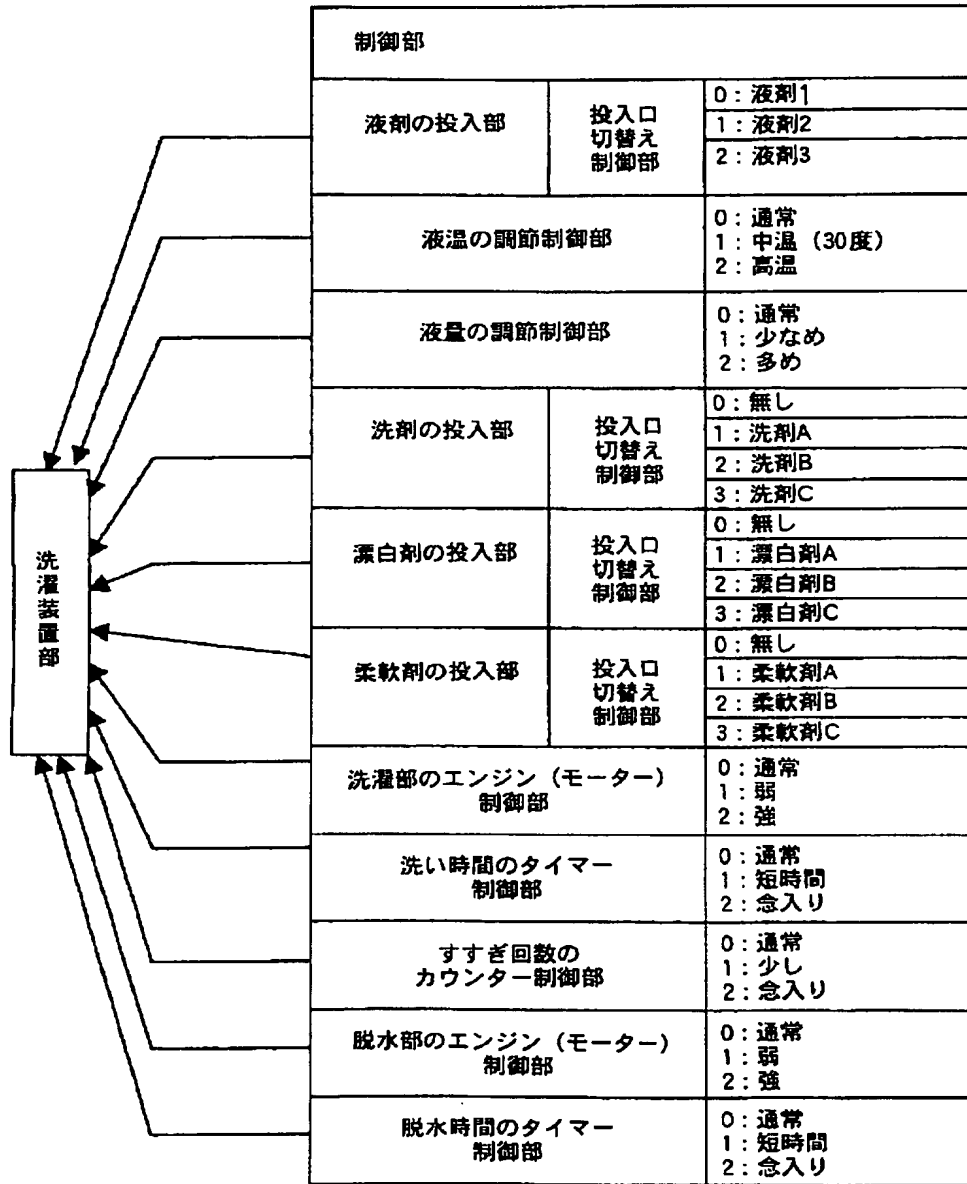 制御部
液剤の投入部
投入口
切替え
制御部
0：液剤1
1：液剤2
2：液剤3
液温の調節制御部
0：通常
1：中温（30度）
2：高温
液量の調節制御部
0：通常
1：少なめ
2：多め
洗剤の投入部
投入口
切替え
制御部
0：無し
1：洗剤A
2：洗剤B
3：洗剤C
漂白剤の投入部
投入口
切替え
制御部
0：無し
1：漂白剤A
2：漂白剤B
3：漂白剤C
柔軟剤の投入部
投入口
切替え
制御部
0：無し
1：柔軟剤A
2：柔軟剤B
3：柔軟剤C
洗濯部のエンジン（モーター）
制御部
0：通常
1：弱
2：強
洗い時間のタイマー
制御部
0：通常
1：短時間
2：念入り
すすぎ回数の
カウンター制御部
0：通常
1：少し
2：念入り
脱水部のエンジン（モーター）
制御部
0：通常
1：弱
2：強
脱水時間のタイマー
制御部
0：通常
1：短時間
2：念入り
洗濯装置部